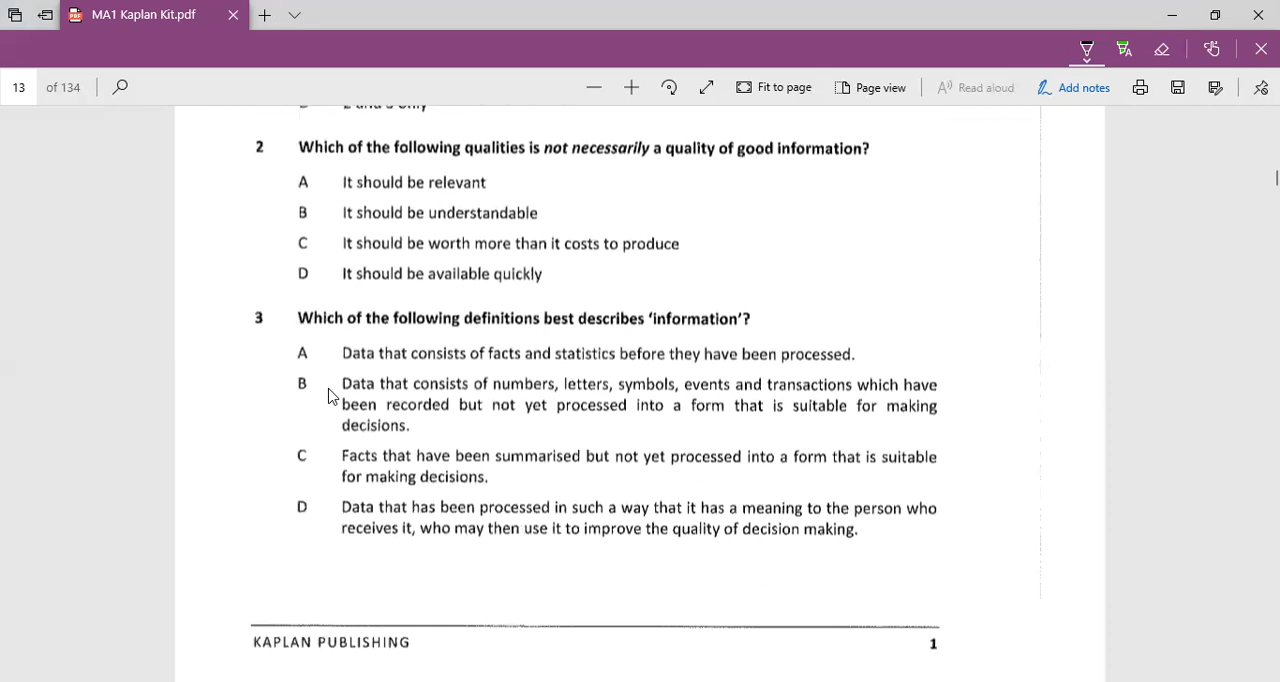 MA1 Kaplan Kit.pdf
13 of 134
Fit to page
Page view
Read aloud
Add notes
2 and 3 only
2 Which of the following qualities is not necessarily a quality of good information?
A It should be relevant
B It should be understandable
C It should be worth more than it costs to produce
D It should be available quickly
3 Which of the following definitions best describes ‘information’?
A Data that consists of facts and statistics before they have been processed.
B Data that consists of numbers, letters, symbols, events and transactions which have
been recorded but not yet processed into a form that is suitable for making
decisions.
C Facts that have been summarised but not yet processed into a form that is suitable
for making decisions.
D Data that has been processed in such a way that it has a meaning to the person who
receives it, who may then use it to improve the quality of decision making.
KAPLAN PUBLISHING 1